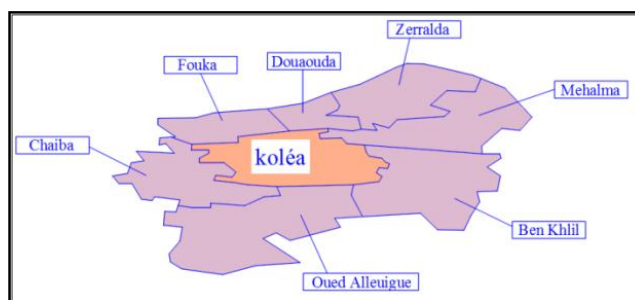 Zerralda
Douaouda
Fouka
Mehalma
Chaiba
koléa
Ben Khlil
Oued Alleuigue